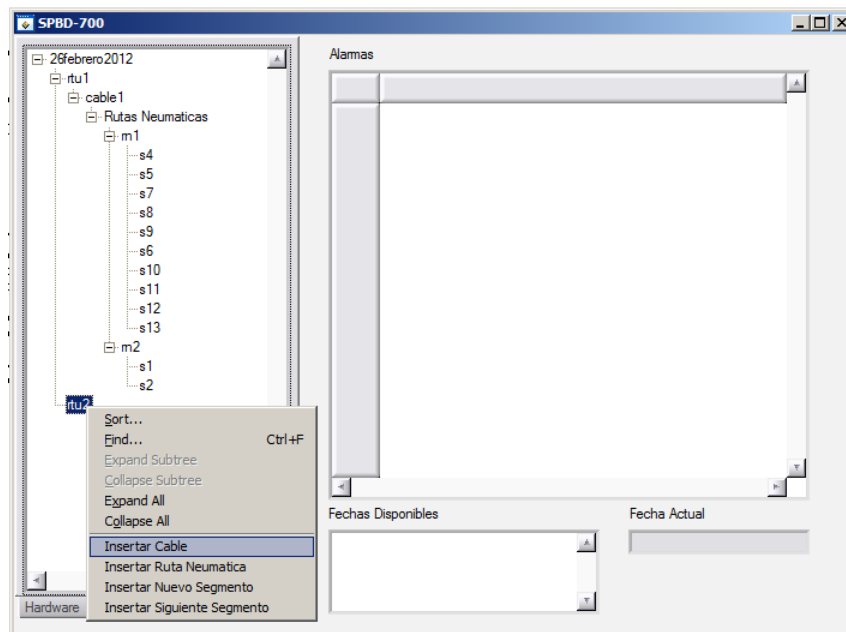 SPBD-700
26febrero2012
rtu1
cable1
Rutas Neumaticas
m1
s4
s5
s7
s8
s9
s6
s10
s11
s12
s13
m2
s1
s2
rtu2
Sort...
Find... Ctrl+F
Expand Subtree
Collapse Subtree
Expand All
Collapse All
Insertar Cable
Insertar Ruta Neumatica
Insertar Nuevo Segmento
Insertar Siguiente Segmento
Hardware
Alarmas
Fechas Disponibles
Fecha Actual